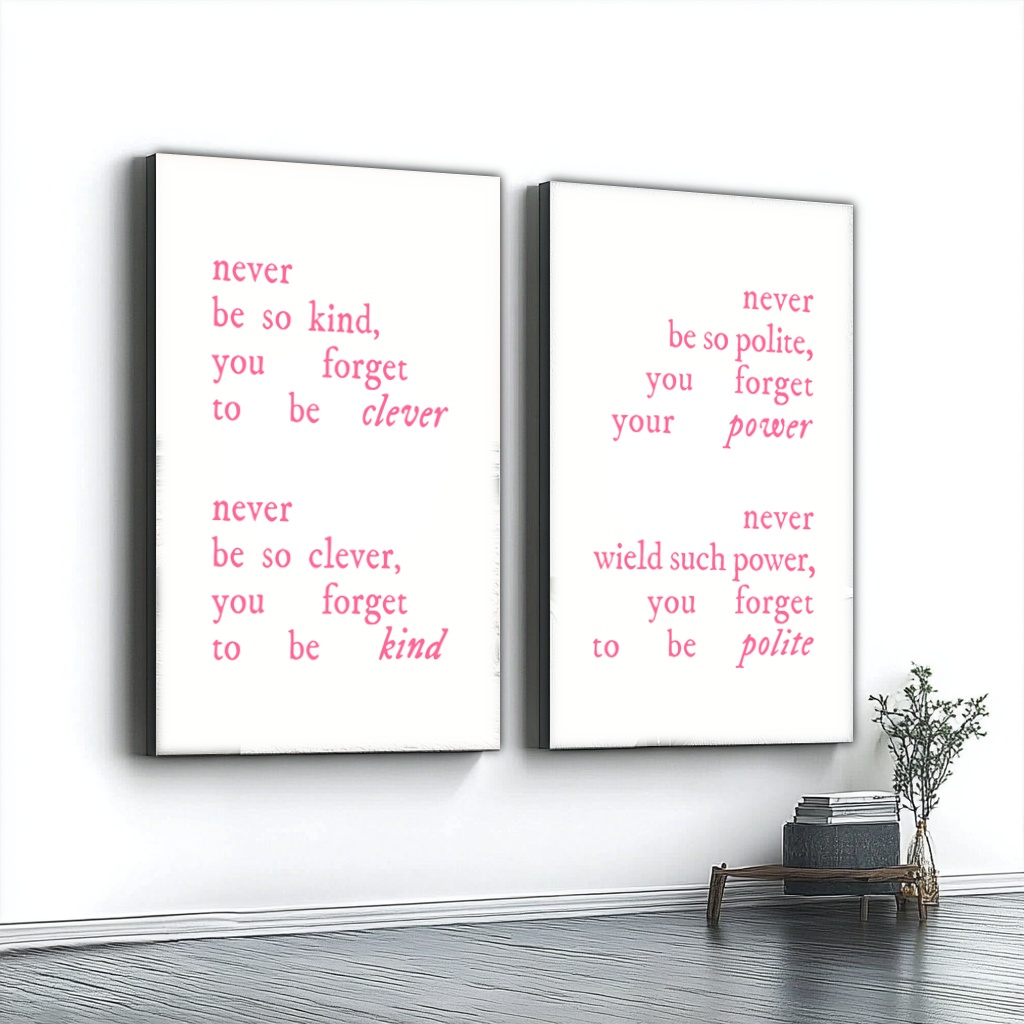 never
be so kind,
you forget
to be clever
never
be so clever,
you forget
to be kind
never
be so polite,
you forget
your power
never
wield such power,
you forget
to be polite